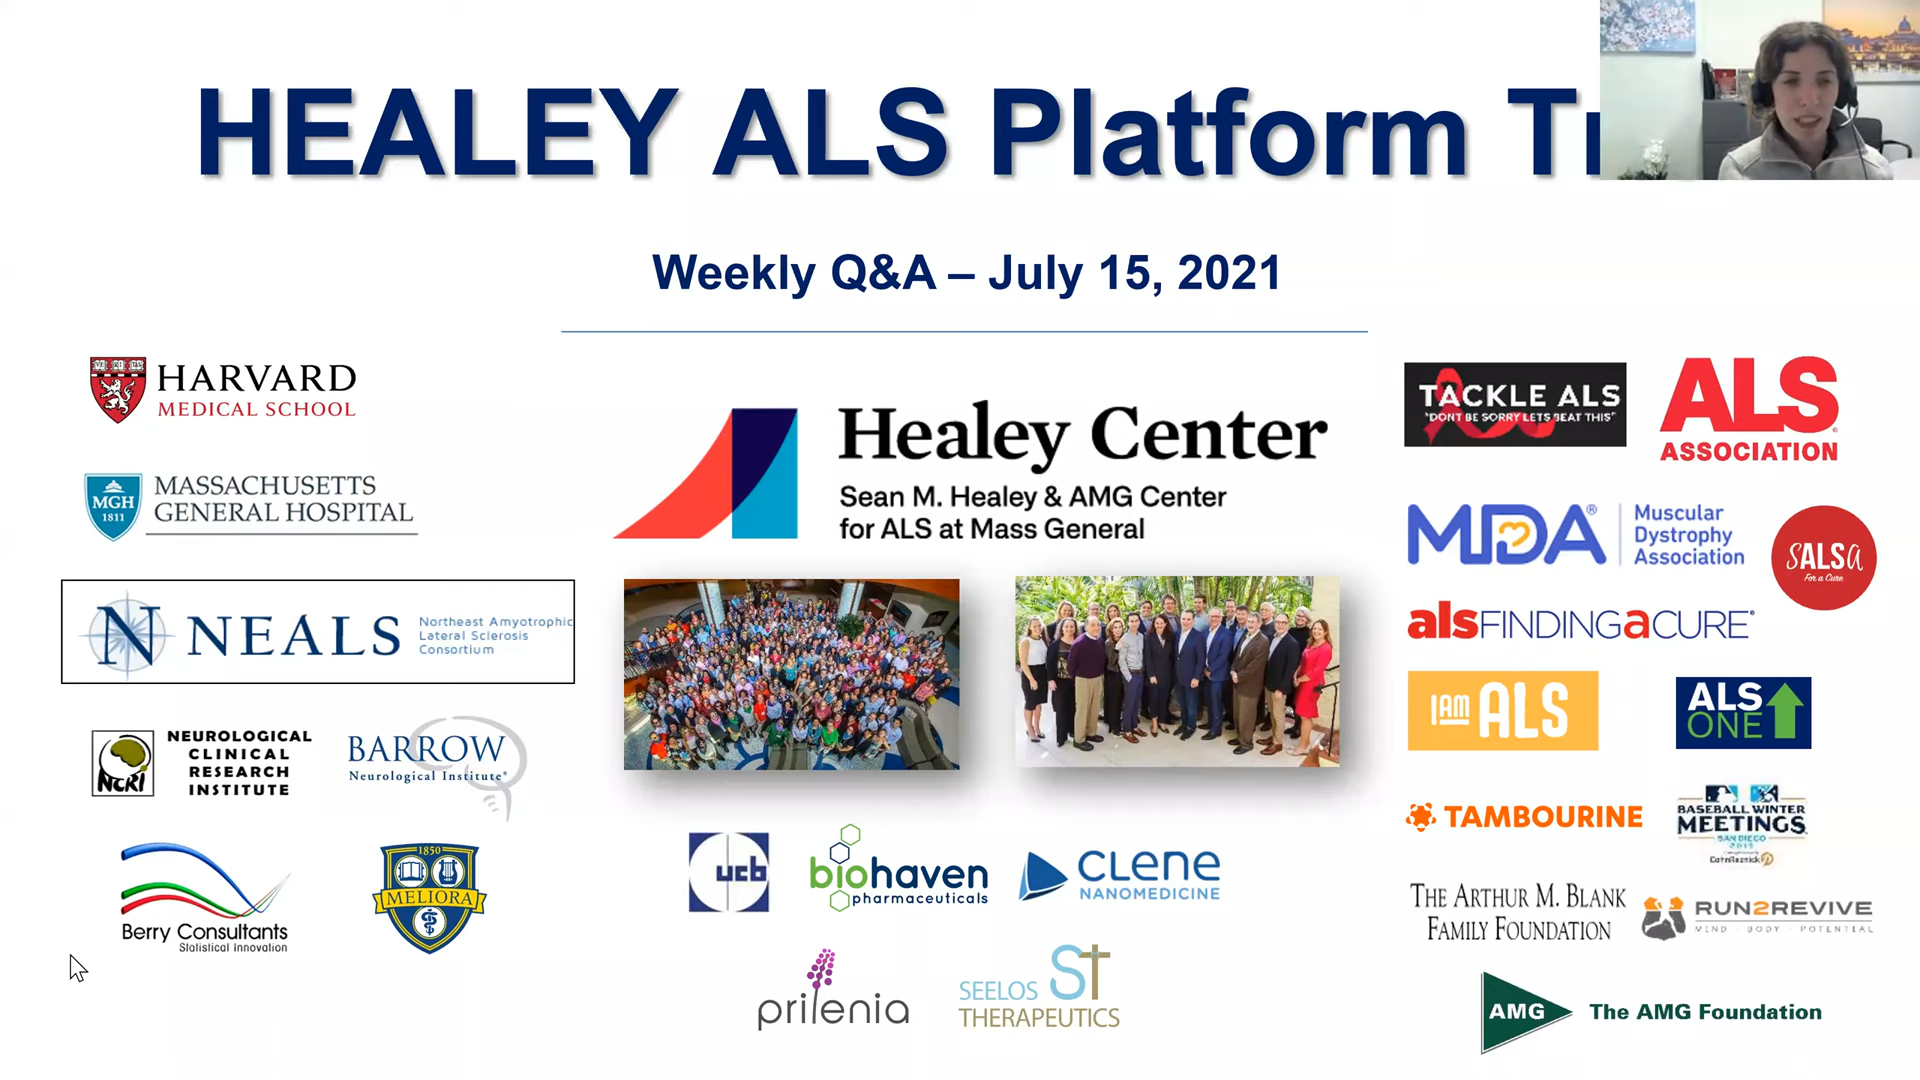 HEALEY ALS Platform Tr
Weekly Q&A – July 15, 2021
HARVARD
MEDICAL SCHOOL
MASSACHUSETTS
GENERAL HOSPITAL
MGH
1811
N NEALS
Northeast Amyotrophic
Lateral Sclerosis
Consortium
NCRI
NEUROLOGICAL
CLINICAL
RESEARCH
INSTITUTE
BARROW
Neurological Institute®
Berry Consultants
Statistical Innovation
1850
MELIORA
Healey Center
Sean M. Healey & AMG Center
for ALS at Mass General
ucb
biohaven
pharmaceuticals
CLENE
NANOMEDICINE
prilenia
ST
SEELOS
THERAPEUTICS
TACKLE ALS
"DONT BE SORRY LETS BEAT THIS"
ALS
ASSOCIATION
MDA®
Muscular
Dystrophy
Association
sALSa
For a Cure
alsFINDINGaCURE®
I AM ALS
ALS
ONE
TAMBOURINE
BASEBALL WINTER
MEETINGS
SAN DIEGO
CohnReznick
THE ARTHUR M. BLANK
FAMILY FOUNDATION
RUN2REVIVE
MIND · BODY · POTENTIAL
AMG
The AMG Foundation